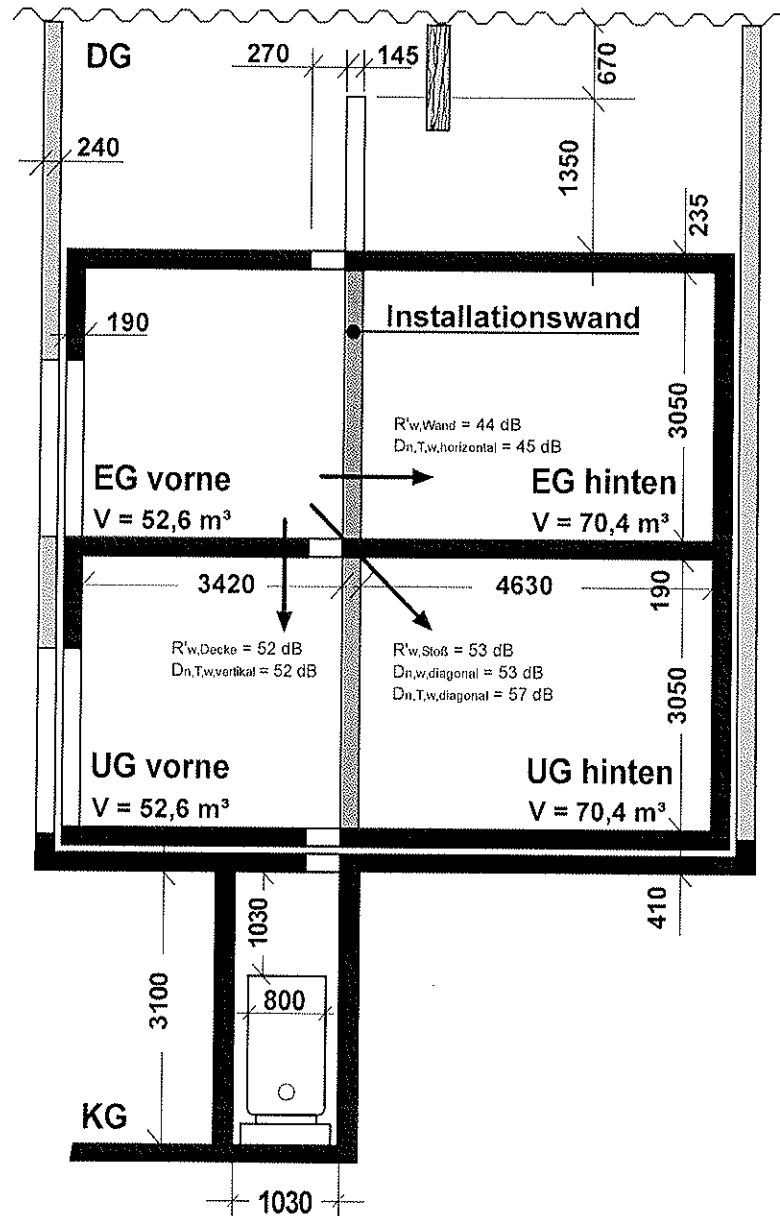 DG
270
145
670
240
1350
235
190
Installationswand
R'w,Wand = 44 dB
Dn,T,w,horizontal = 45 dB
3050
EG vorne
V = 52,6 m³
EG hinten
V = 70,4 m³
3420
4630
190
R'w,Decke = 52 dB
Dn,T,w,vertikal = 52 dB
R'w,Stoß = 53 dB
Dn,w,diagonal = 53 dB
Dn,T,w,diagonal = 57 dB
3050
UG vorne
V = 52,6 m³
UG hinten
V = 70,4 m³
410
1030
3100
800
KG
1030